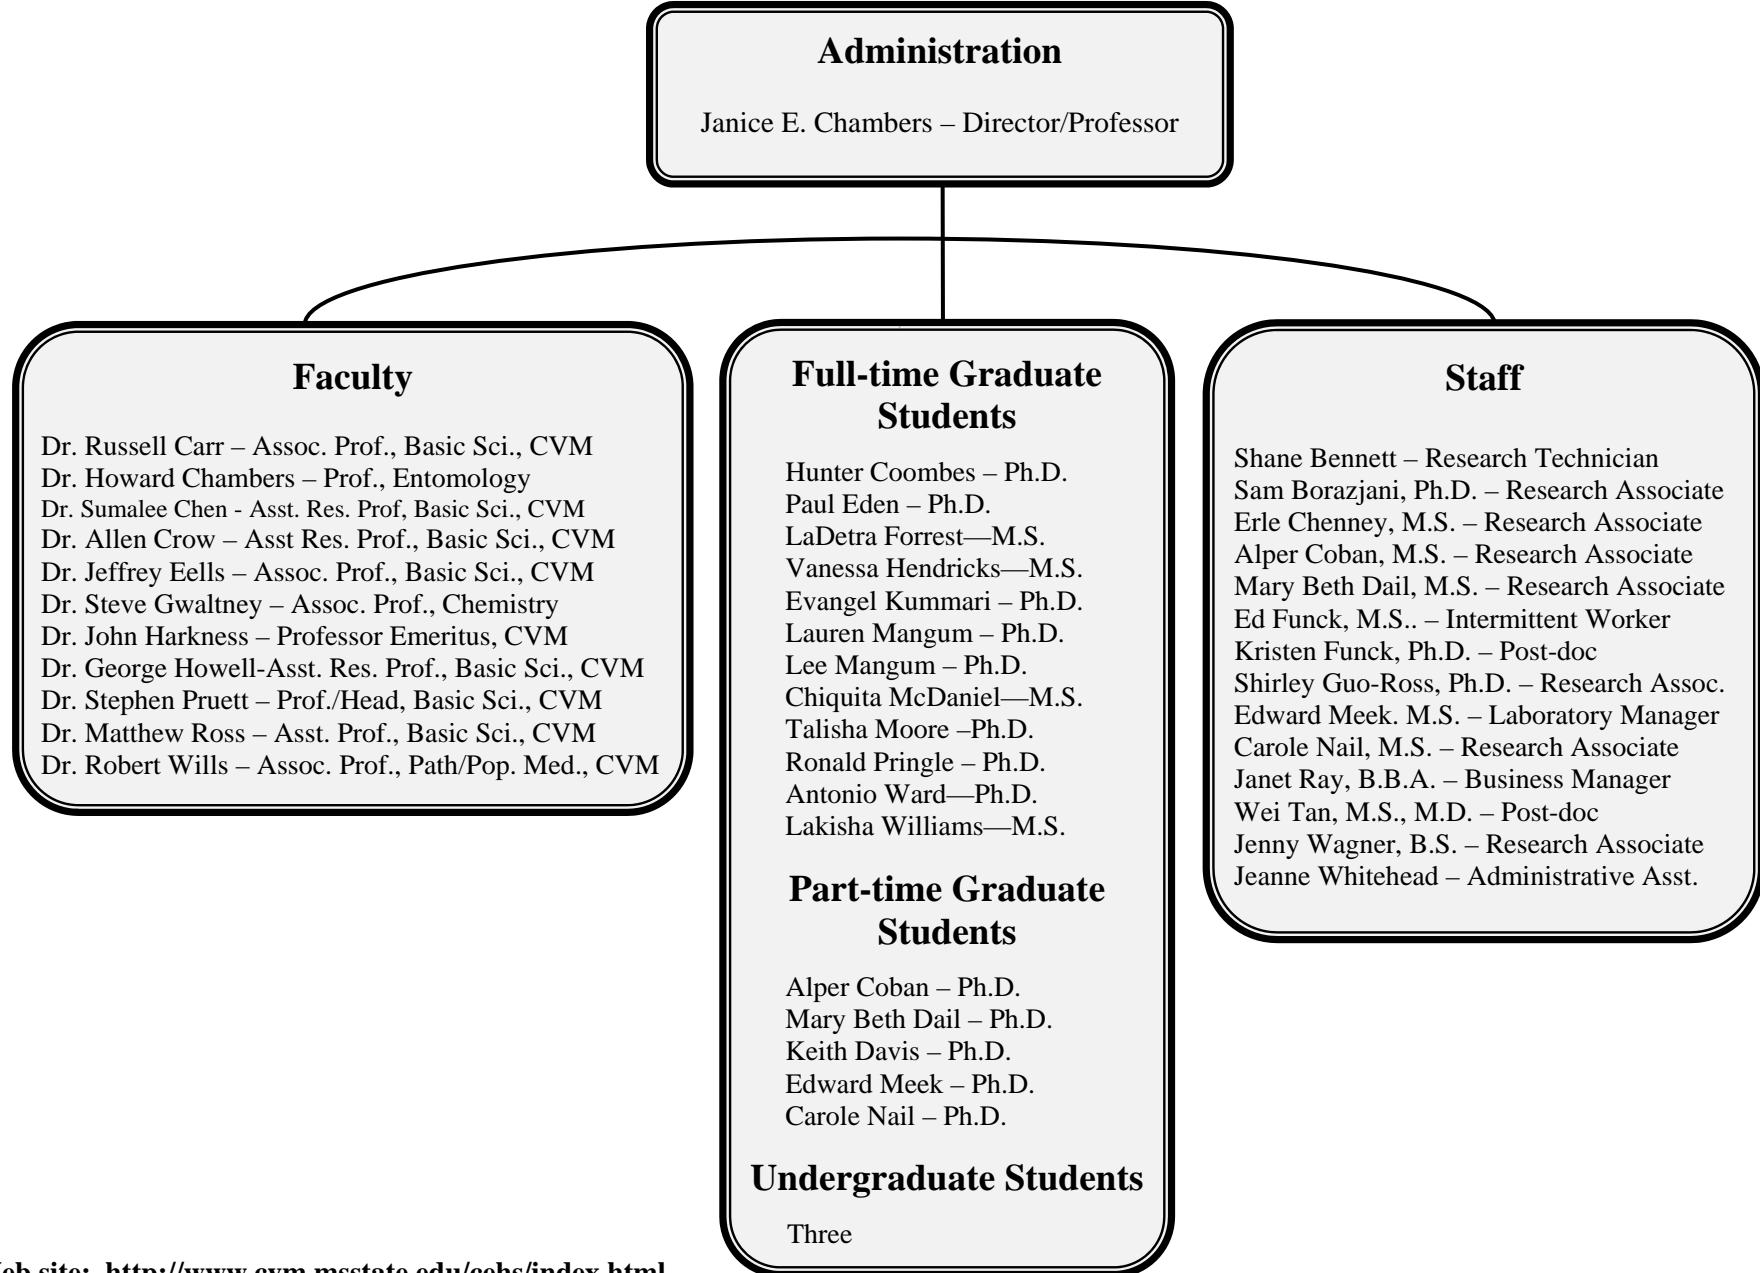 Administration
Janice E. Chambers – Director/Professor
Faculty
Dr. Russell Carr – Assoc. Prof., Basic Sci., CVM
Dr. Howard Chambers – Prof., Entomology
Dr. Sumalee Chen - Asst. Res. Prof, Basic Sci., CVM
Dr. Allen Crow – Asst Res. Prof., Basic Sci., CVM
Dr. Jeffrey Eells – Assoc. Prof., Basic Sci., CVM
Dr. Steve Gwaltney – Assoc. Prof., Chemistry
Dr. John Harkness – Professor Emeritus, CVM
Dr. George Howell-Asst. Res. Prof., Basic Sci., CVM
Dr. Stephen Pruett – Prof./Head, Basic Sci., CVM
Dr. Matthew Ross – Asst. Prof., Basic Sci., CVM
Dr. Robert Wills – Assoc. Prof., Path/Pop. Med., CVM
Full-time Graduate
Students
Hunter Coombes – Ph.D.
Paul Eden – Ph.D.
LaDetra Forrest—M.S.
Vanessa Hendricks—M.S.
Evangel Kummari – Ph.D.
Lauren Mangum – Ph.D.
Lee Mangum – Ph.D.
Chiquita McDaniel—M.S.
Talisha Moore –Ph.D.
Ronald Pringle – Ph.D.
Antonio Ward—Ph.D.
Lakisha Williams—M.S.
Part-time Graduate
Students
Alper Coban – Ph.D.
Mary Beth Dail – Ph.D.
Keith Davis – Ph.D.
Edward Meek – Ph.D.
Carole Nail – Ph.D.
Undergraduate Students
Three
Staff
Shane Bennett – Research Technician
Sam Borazjani, Ph.D. – Research Associate
Erle Chenney, M.S. – Research Associate
Alper Coban, M.S. – Research Associate
Mary Beth Dail, M.S. – Research Associate
Ed Funck, M.S.. – Intermittent Worker
Kristen Funck, Ph.D. – Post-doc
Shirley Guo-Ross, Ph.D. – Research Assoc.
Edward Meek. M.S. – Laboratory Manager
Carole Nail, M.S. – Research Associate
Janet Ray, B.B.A. – Business Manager
Wei Tan, M.S., M.D. – Post-doc
Jenny Wagner, B.S. – Research Associate
Jeanne Whitehead – Administrative Asst.
site: http://www.cvm.msstate.edu/cehs/index.html